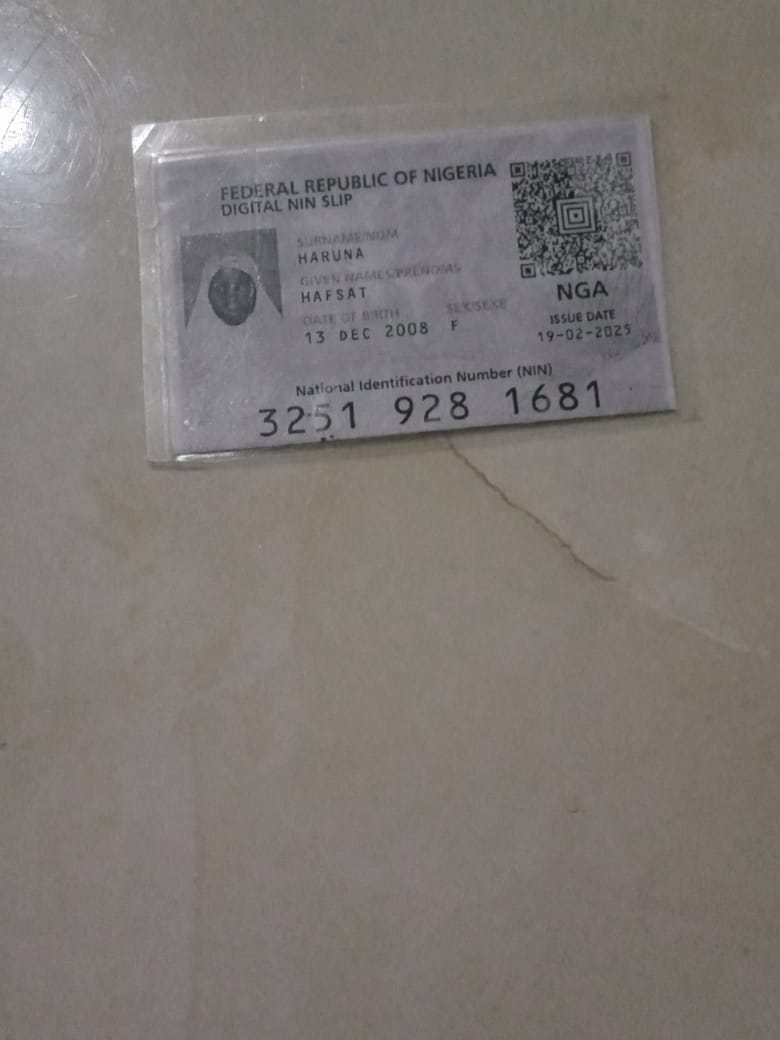 FEDERAL REPUBLIC OF NIGERIA
DIGITAL NIN SLIP
SURNAME/NOM
HARUNA
GIVEN NAMES/PRENOMS
HAFSAT
DATE OF BIRTH
SEX/SEXE
13 DEC 2008
F
NGA
ISSUE DATE
19-02-2025
National Identification Number (NIN)
3251 928 1681